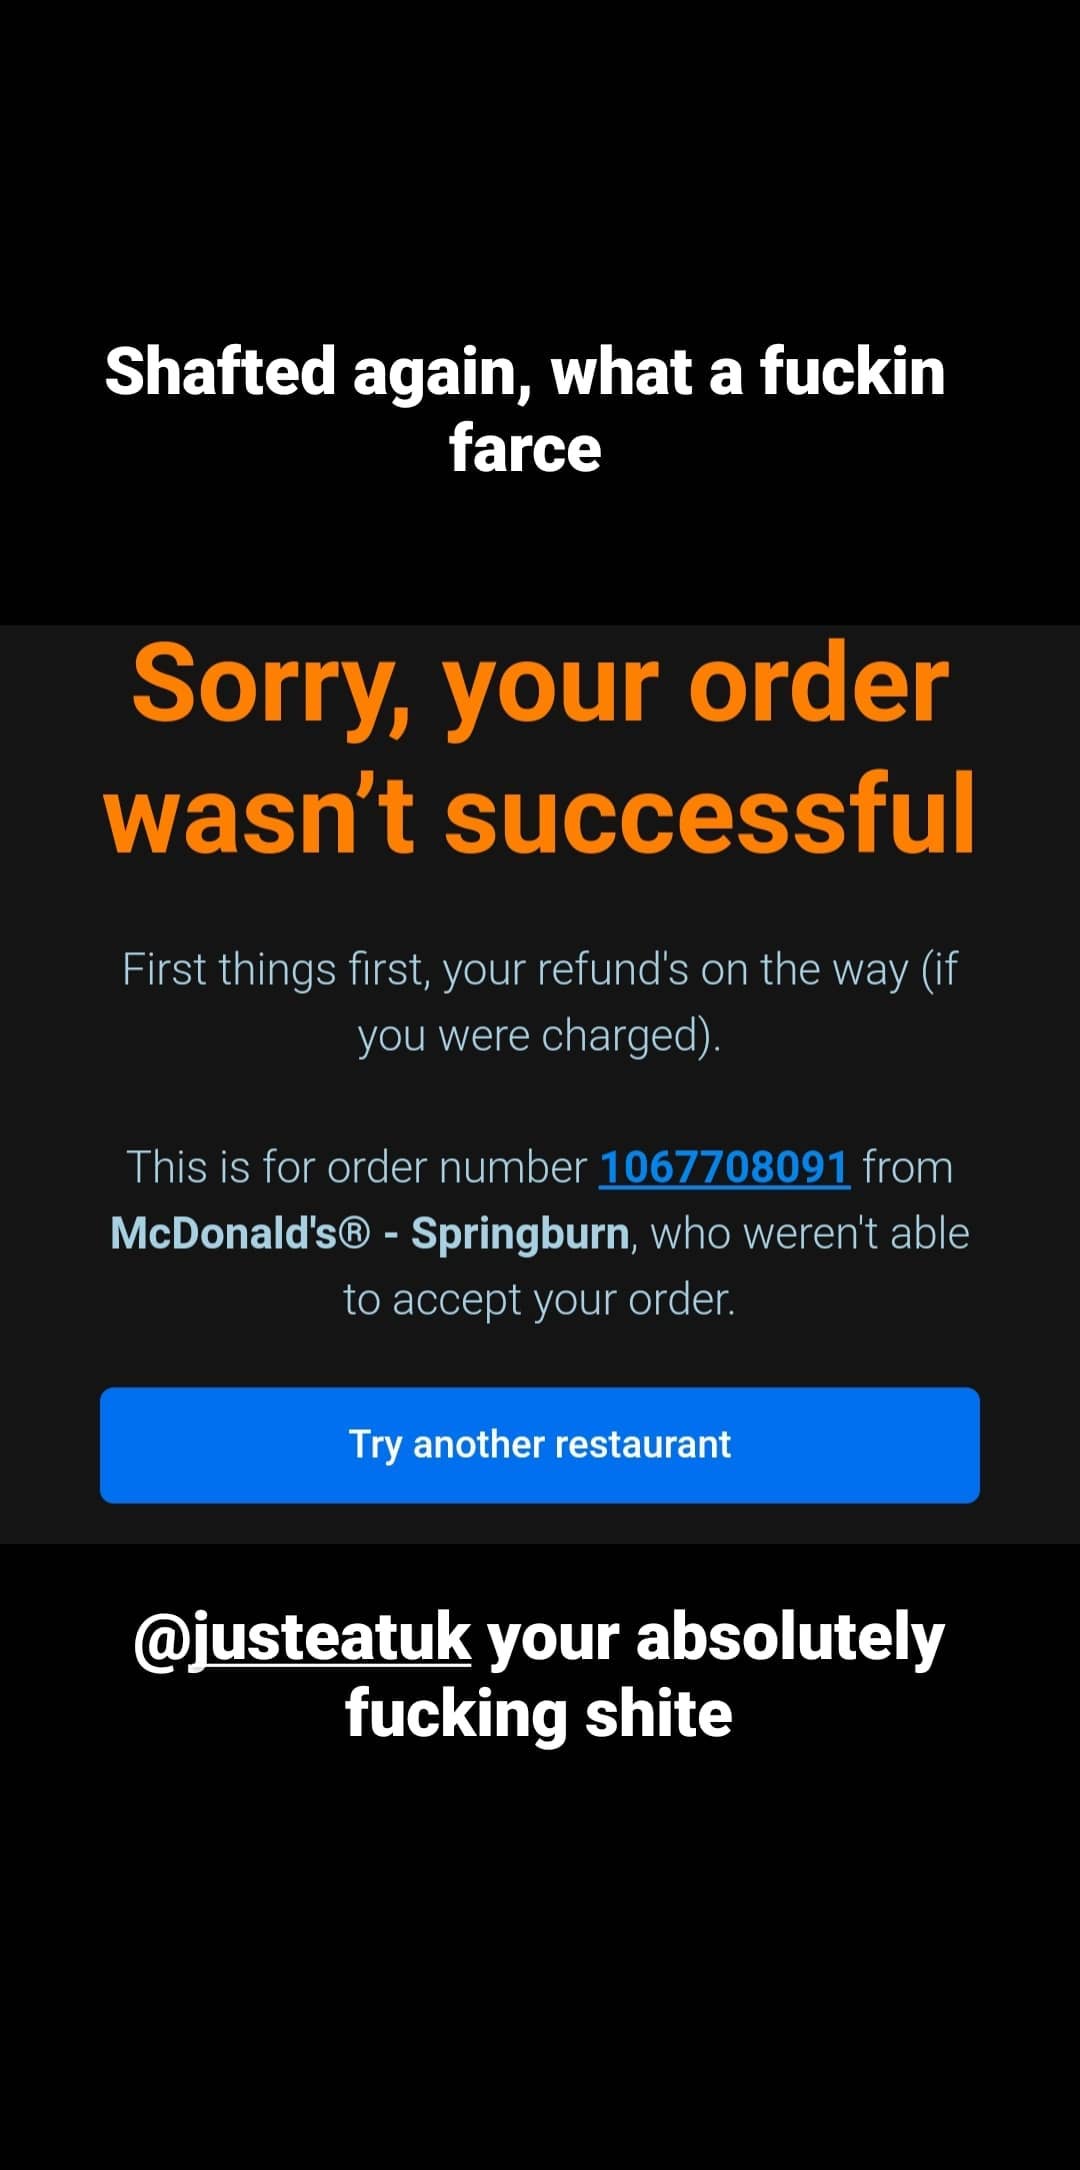 Shafted again, what a fuckin
farce
Sorry, your order
wasn’t successful
First things first, your refund's on the way (if
you were charged).
This is for order number 1067708091 from
McDonald's® - Springburn, who weren't able
to accept your order.
Try another restaurant
@justeatuk your absolutely
fucking shite